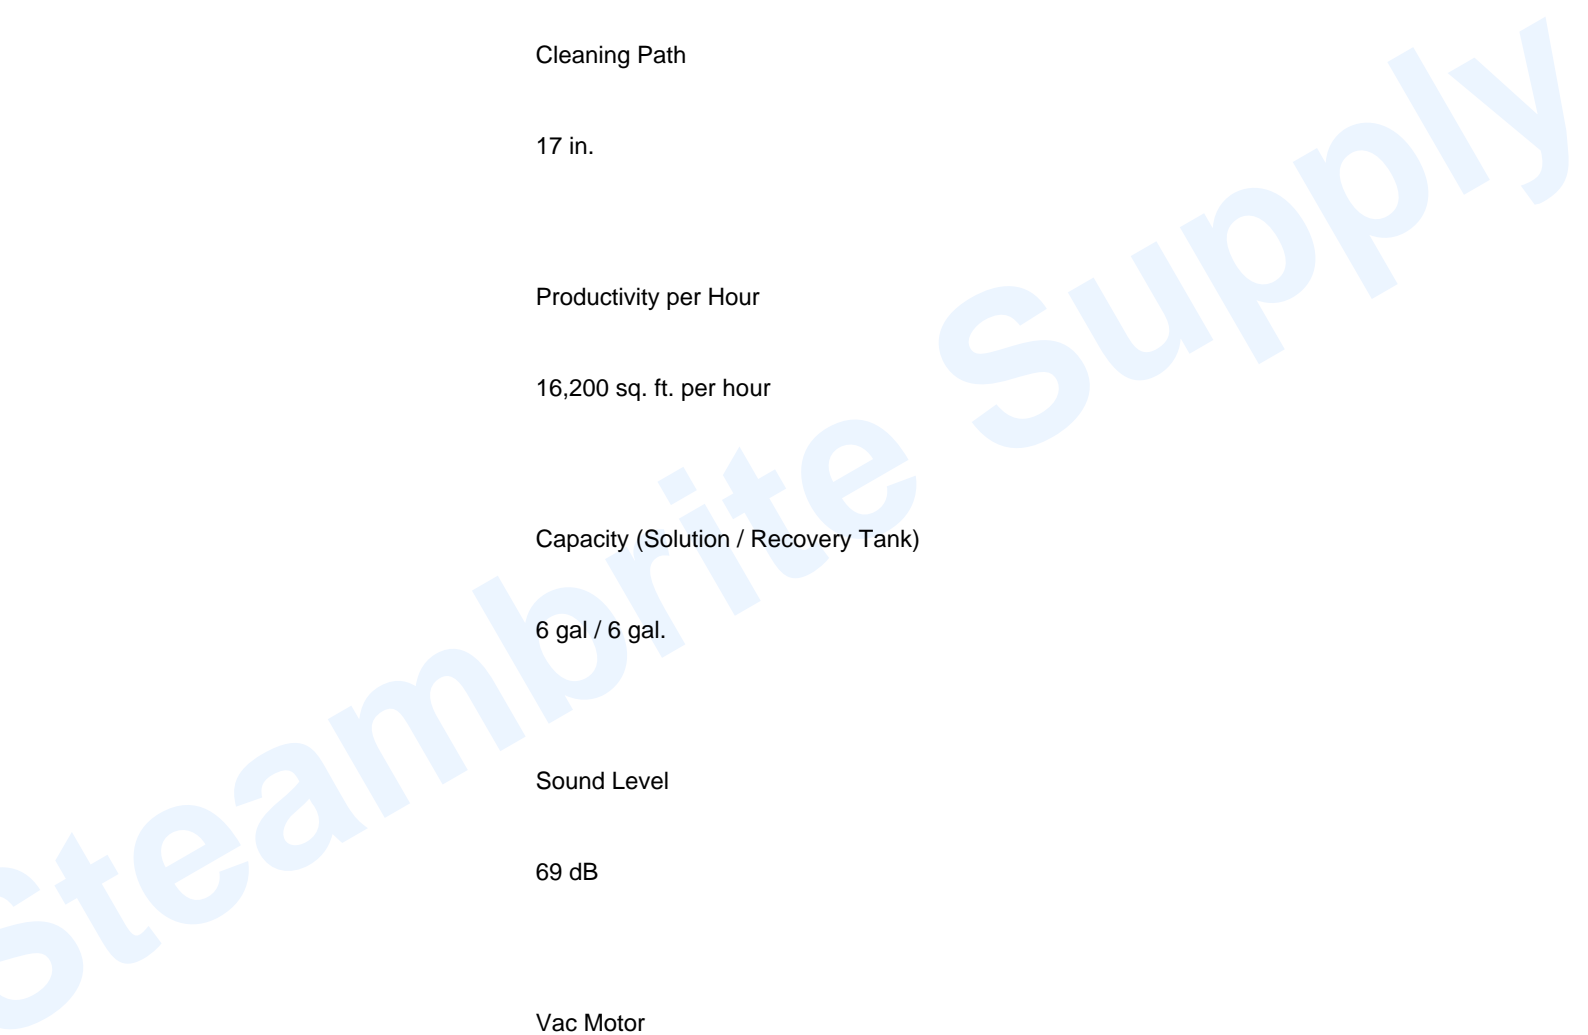 Cleaning Path
17 in.
Productivity per Hour
16,200 sq. ft. per hour
Capacity (Solution / Recovery Tank)
6 gal / 6 gal.
Sound Level
69 dB
Vac Motor
Steambrite Supply